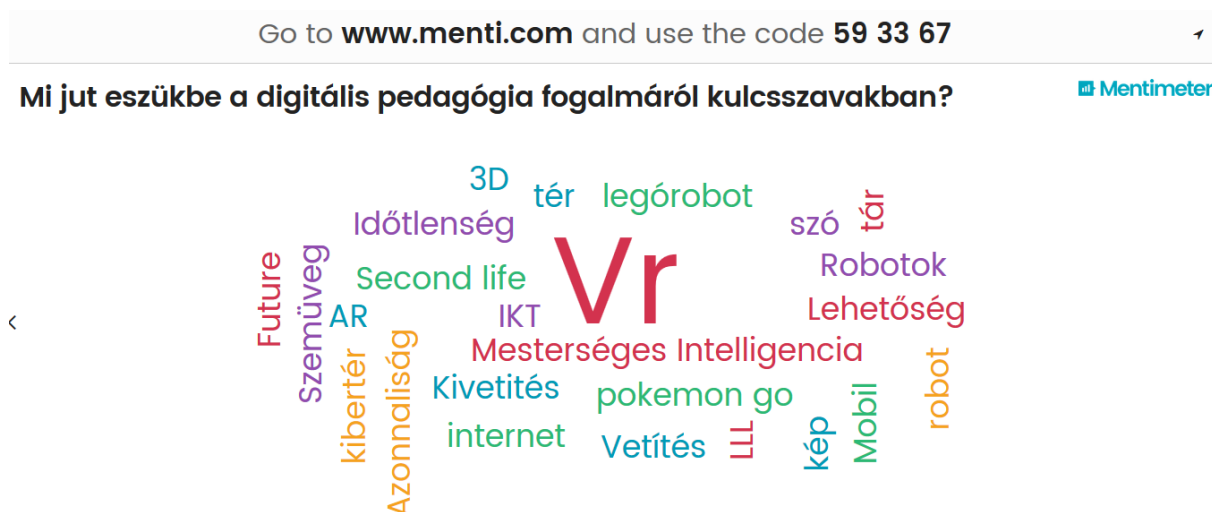 Go to www.menti.com and use the code 59 33 67
Mi jut eszükbe a digitális pedagógia fogalmáról kulcsszavakban?
Mentimeter
3D
tér
legórobot
tár
Időtlenség
szó
Vr
Robotok
Future
Szemüveg
Second life
AR
IKT
Lehetőség
Mesterséges Intelligencia
kibertér
Azonnaliság
Kivetités
pokemon go
Mobil
robot
internet
Vetítés
LLL
kép